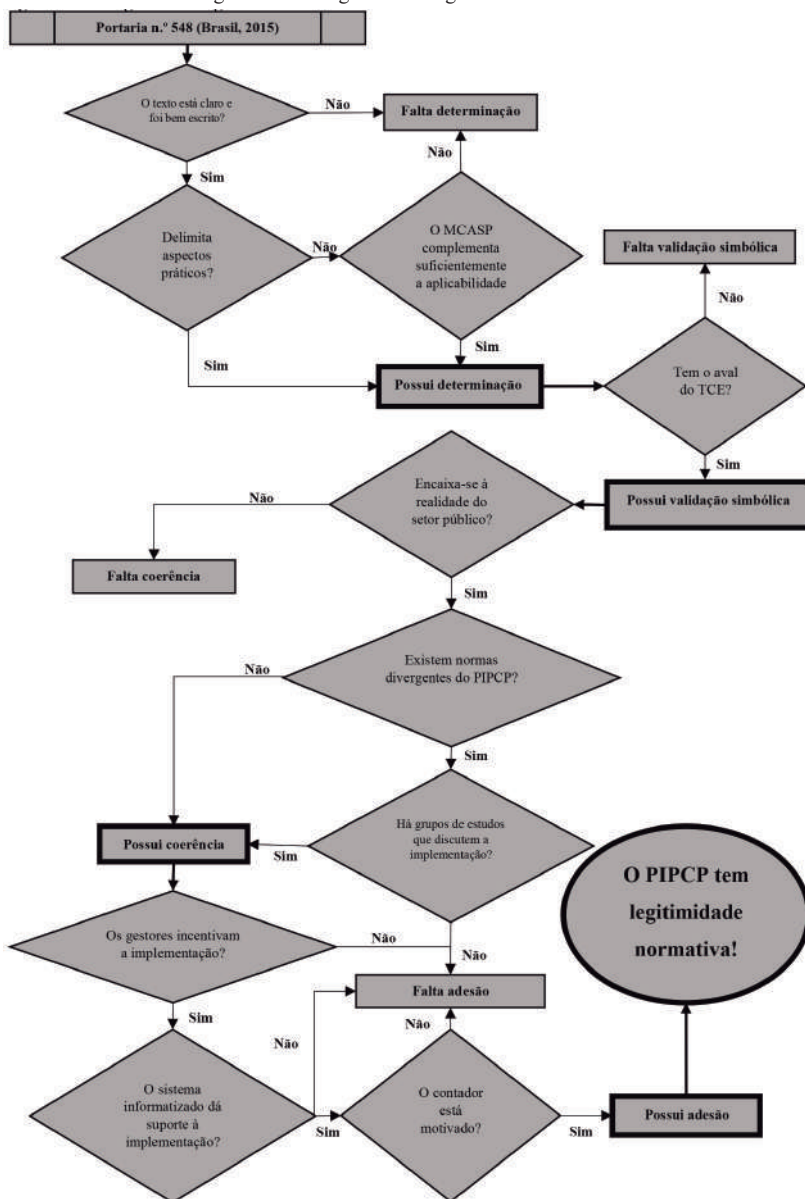 Portaria n.º 548 (Brasil, 2015)
O texto está claro e
foi bem escrito?
Não
Falta determinação
Sim
Não
Delimita
aspectos
práticos?
Não
O MCASP
complementa
suficientemente
a aplicabilidade
Falta validação simbólica
Não
Sim
Sim
Possui determinação
Tem o aval
do TCE?
Sim
Possui validação simbólica
Encaixa-se à
realidade do
setor público?
Não
Falta coerência
Sim
Existem normas
divergentes do PIPCP?
Não
Sim
Há grupos de estudos
que discutem a
implementação?
Sim
Possui coerência
O PIPCP tem
legitimidade
normativa!
Os gestores incentivam
a implementação?
Não
Não
Falta adesão
Sim
Não
Não
O sistema
informatizado dá
suporte à
implementação?
Sim
O contador
está
motivado?
Sim
Possui adesão